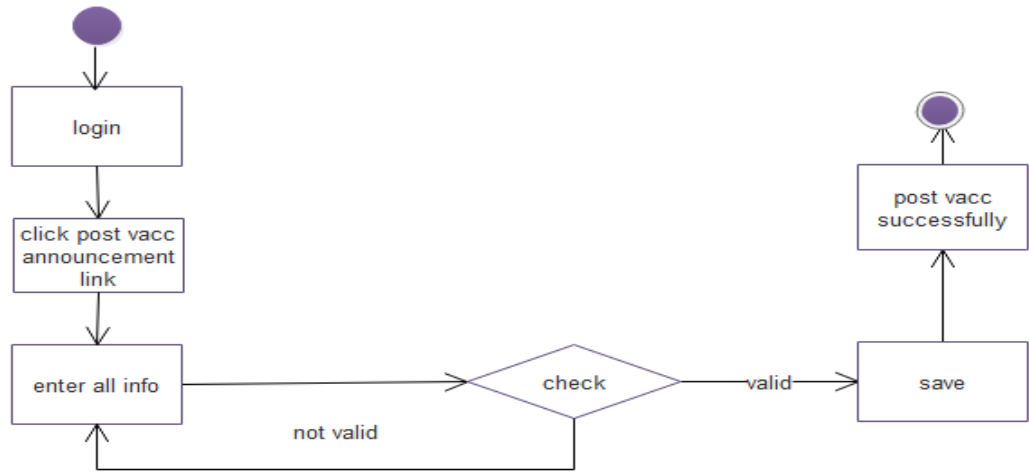 login
click post vacc
announcement
link
enter all info
check
not valid
valid
save
post vacc
successfully